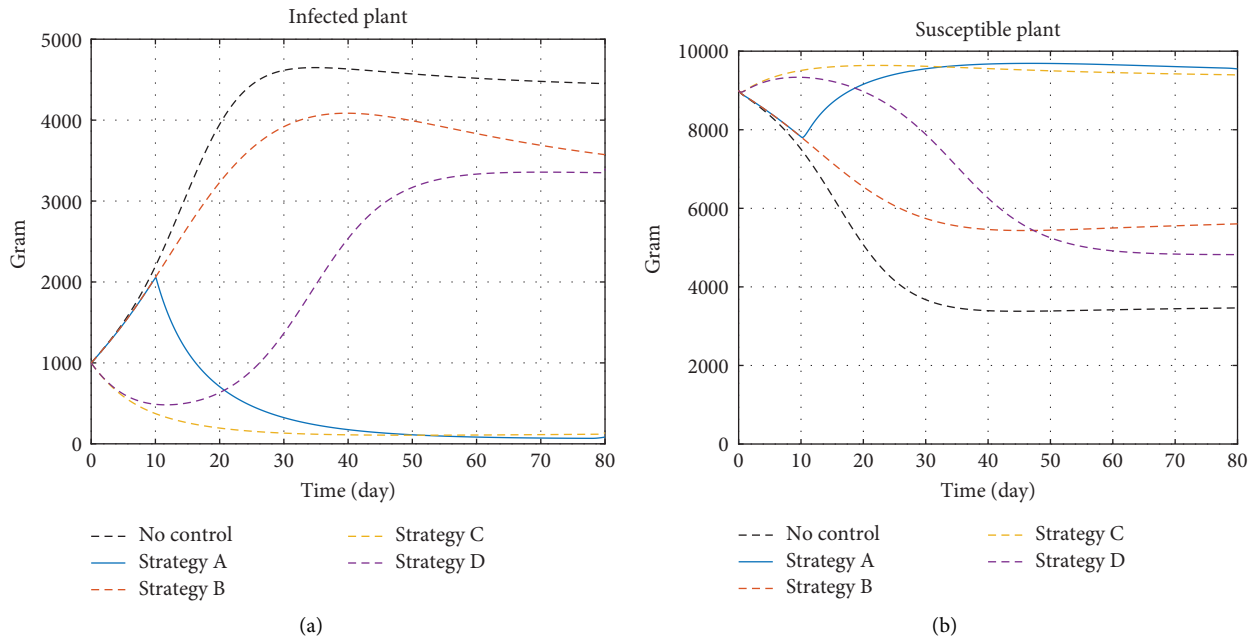 Infected plant
5000
4000
3000
2000
1000
0
Gram
0 10 20 30 40 50 60 70 80
Time (day)
No control
Strategy A
Strategy B
Strategy C
Strategy D
(a)
Susceptible plant
10000
8000
6000
4000
2000
0
Gram
0 10 20 30 40 50 60 70 80
Time (day)
No control
Strategy A
Strategy B
Strategy C
Strategy D
(b)